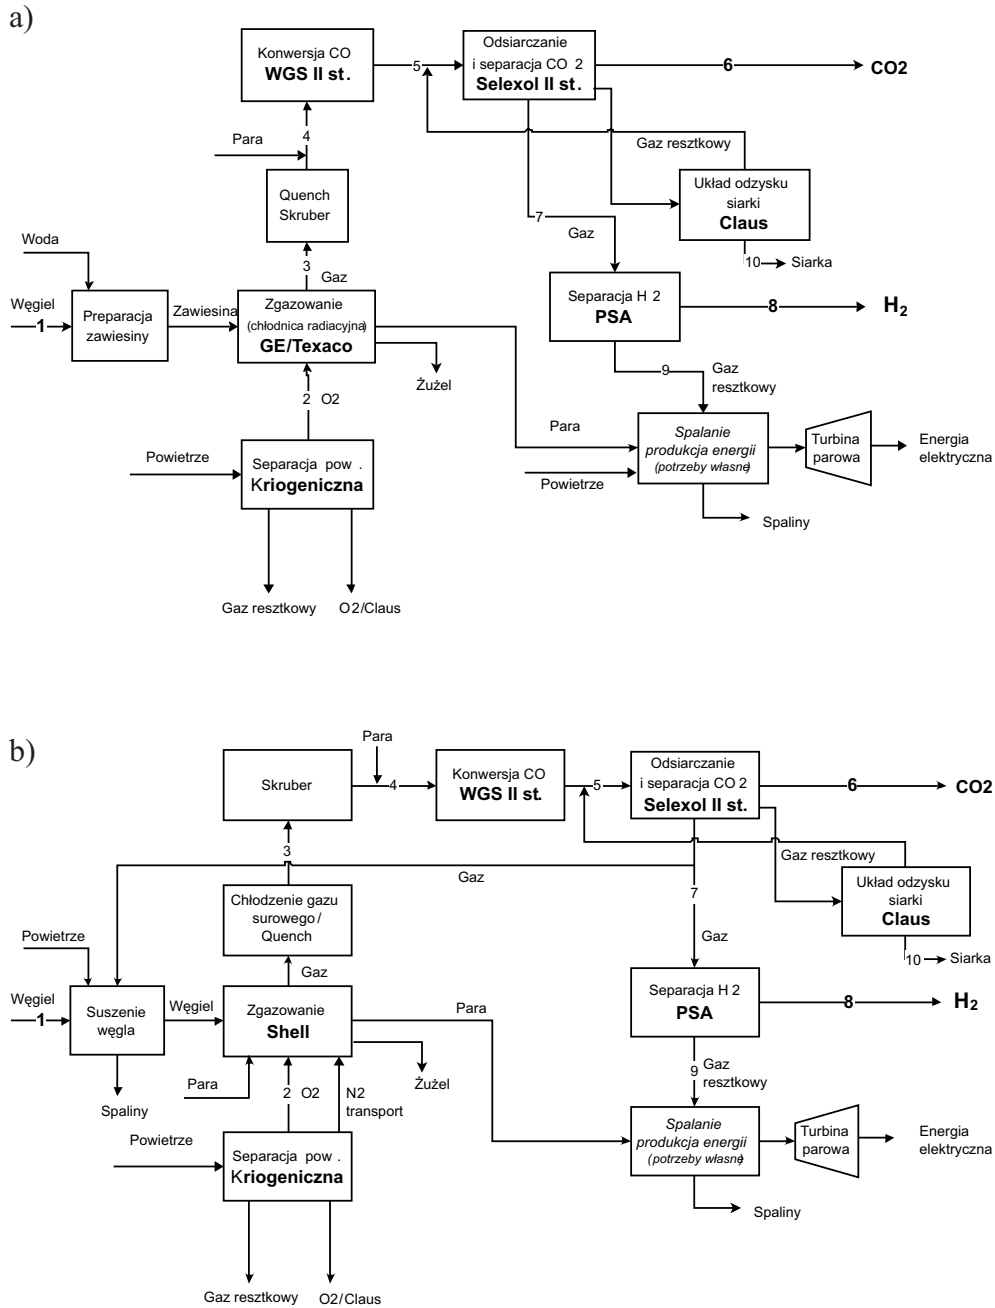 a)
Konwersja CO
WGS II st.
5
Odsiarczanie
i separacja CO 2
Selexol II st.
6
CO2
4
Para
Gaz resztkowy
Quench
Skruber
Układ odzysku
siarki
Claus
7
Gaz
10
Siarka
Woda
3
Gaz
Węgiel
1
Preparacja
zawiesiny
Zawiesina
Zgazowanie
(chłodnica radiacyjna)
GE/Texaco
Separacja H 2
PSA
8
H2
Żużel
2 O2
9
Gaz
resztkowy
Powietrze
Separacja pow .
Kriogeniczna
Para
Powietrze
Spalanie
produkcja energii
(potrzeby własne)
Turbina
parowa
Energia
elektryczna
Spaliny
Gaz resztkowy
O2/Claus
b)
Skruber
Para
4
Konwersja CO
WGS II st.
5
Odsiarczanie
i separacja CO 2
Selexol II st.
6
CO2
3
Gaz
Gaz resztkowy
Chłodzenie gazu
surowego /
Quench
7
Układ odzysku
siarki
Claus
Powietrze
Gaz
Gaz
10
Siarka
Węgiel
1
Suszenie
węgla
Węgiel
Zgazowanie
Shell
Para
Separacja H 2
PSA
8
H2
Żużel
Spaliny
Para
2 O2
N2
transport
9
Gaz
resztkowy
Powietrze
Separacja pow .
Kriogeniczna
Spalanie
produkcja energii
(potrzeby własne)
Turbina
parowa
Energia
elektryczna
Spaliny
Gaz resztkowy
O2/Claus